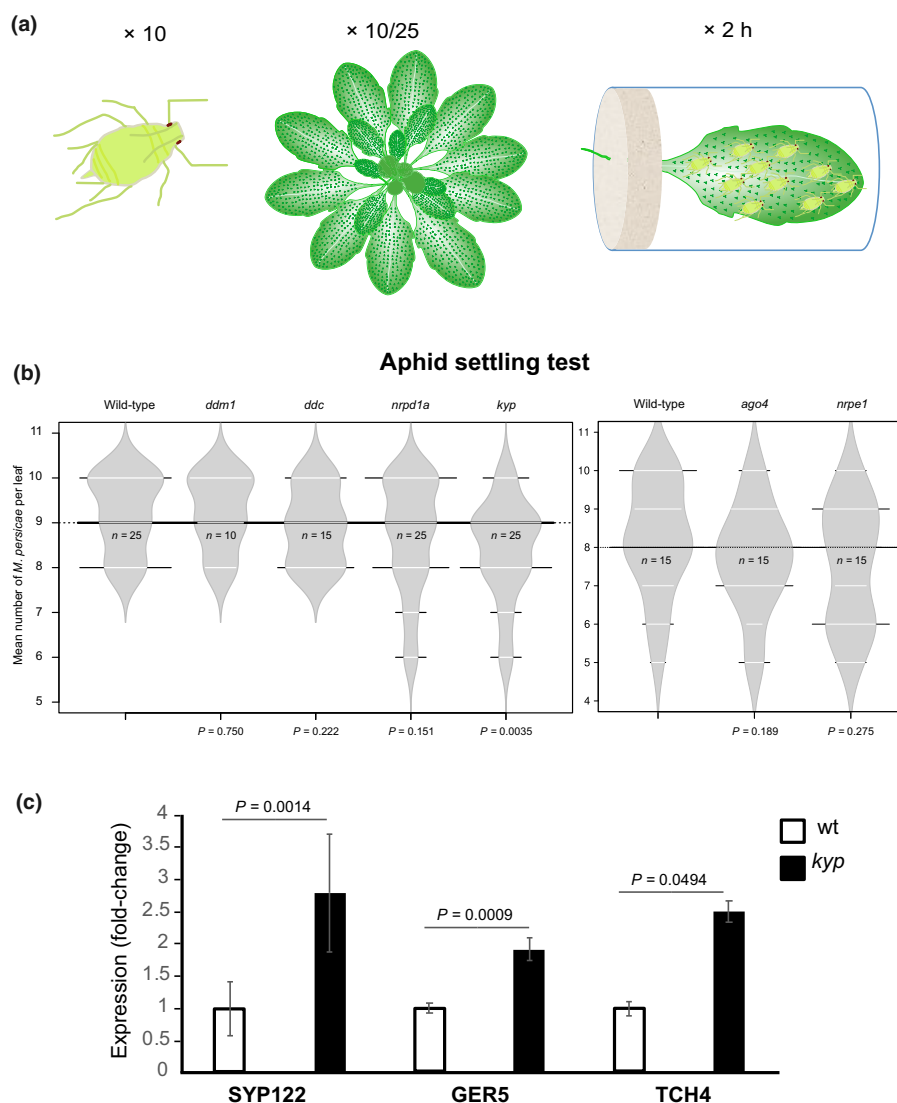 (a)
× 10 × 10/25 × 2 h
Aphid settling test
(b)
Wild-type ddm1 ddc nrpd1a kyp
Mean number of M. persicae per leaf
11
10
9
8
7
6
5
n = 25 n = 10 n = 15 n = 25 n = 25
P = 0.750 P = 0.222 P = 0.151 P = 0.0035
Wild-type ago4 nrpe1
11
10
9
8
7
6
5
4
n = 15 n = 15 n = 15
P = 0.189 P = 0.275
(c)
Expression (fold-change)
4
3.5
3
2.5
2
1.5
1
0.5
0
P = 0.0014
P = 0.0009
P = 0.0494
wt
kyp
SYP122 GER5 TCH4